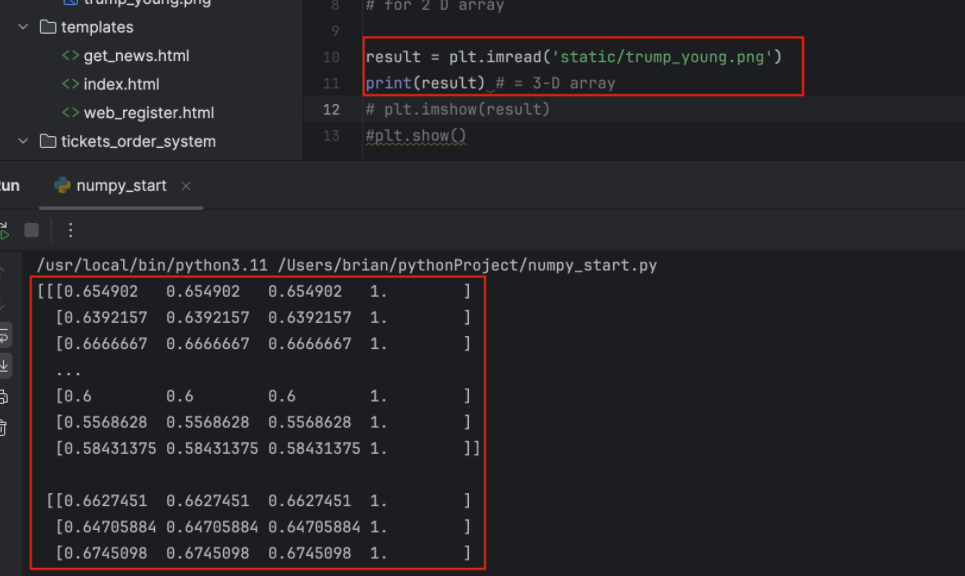 trump_young.png
templates
<> get_news.html
<> index.html
<> web_register.html
tickets_order_system
8 # for 2 D array
9
10 result = plt.imread('static/trump_young.png')
11 print(result) # = 3-D array
12 # plt.imshow(result)
13 #plt.show()
numpy_start ×
/usr/local/bin/python3.11 /Users/brian/pythonProject/numpy_start.py
[[[0.654902 0.654902 0.654902 1. ]
[0.6392157 0.6392157 0.6392157 1. ]
[0.6666667 0.6666667 0.6666667 1. ]
...
[0.6 0.6 0.6 1. ]
[0.5568628 0.5568628 0.5568628 1. ]
[0.58431375 0.58431375 0.58431375 1. ]]
[[0.6627451 0.6627451 0.6627451 1. ]
[0.64705884 0.64705884 0.64705884 1. ]
[0.6745098 0.6745098 0.6745098 1. ]